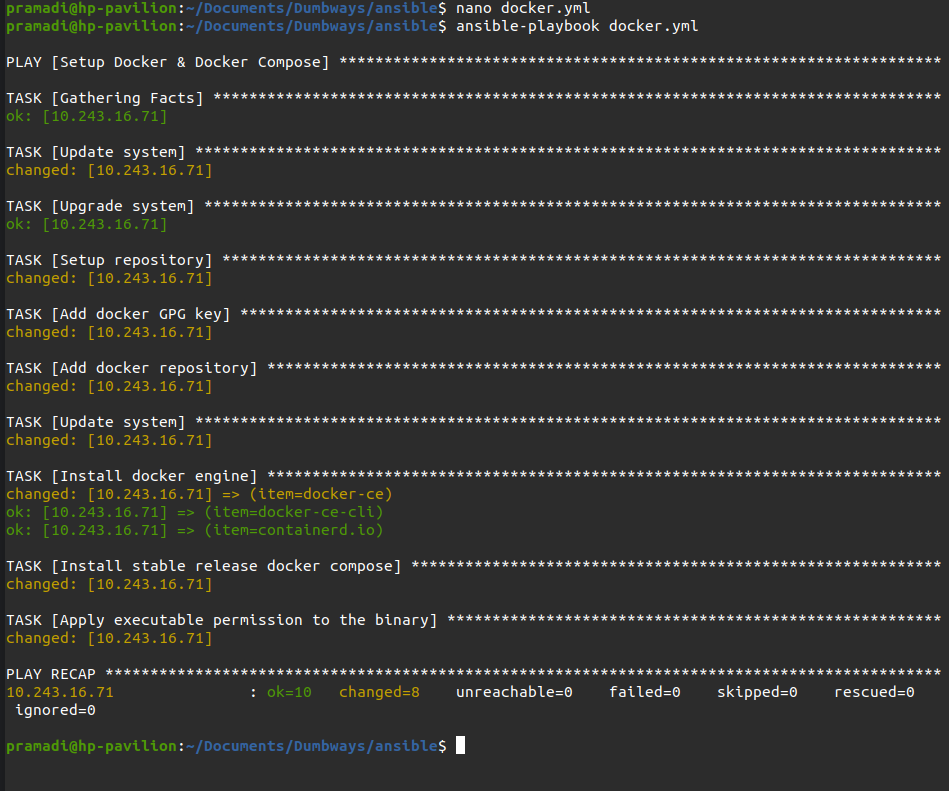 pramadi@hp-pavilion:~/Documents/Dumbways/ansible$ nano docker.yml
pramadi@hp-pavilion:~/Documents/Dumbways/ansible$ ansible-playbook docker.yml
PLAY [Setup Docker & Docker Compose] *******************************************************************
TASK [Gathering Facts] *********************************************************************************
ok: [10.243.16.71]
TASK [Update system] ***********************************************************************************
changed: [10.243.16.71]
TASK [Upgrade system] **********************************************************************************
ok: [10.243.16.71]
TASK [Setup repository] ********************************************************************************
changed: [10.243.16.71]
TASK [Add docker GPG key] ******************************************************************************
changed: [10.243.16.71]
TASK [Add docker repository] ***************************************************************************
changed: [10.243.16.71]
TASK [Update system] ***********************************************************************************
changed: [10.243.16.71]
TASK [Install docker engine] ***************************************************************************
changed: [10.243.16.71] => (item=docker-ce)
ok: [10.243.16.71] => (item=docker-ce-cli)
ok: [10.243.16.71] => (item=containerd.io)
TASK [Install stable release docker compose] ***********************************************************
changed: [10.243.16.71]
TASK [Apply executable permission to the binary] *******************************************************
changed: [10.243.16.71]
PLAY RECAP *********************************************************************************************
10.243.16.71               : ok=10   changed=8    unreachable=0    failed=0    skipped=0    rescued=0
 ignored=0
pramadi@hp-pavilion:~/Documents/Dumbways/ansible$